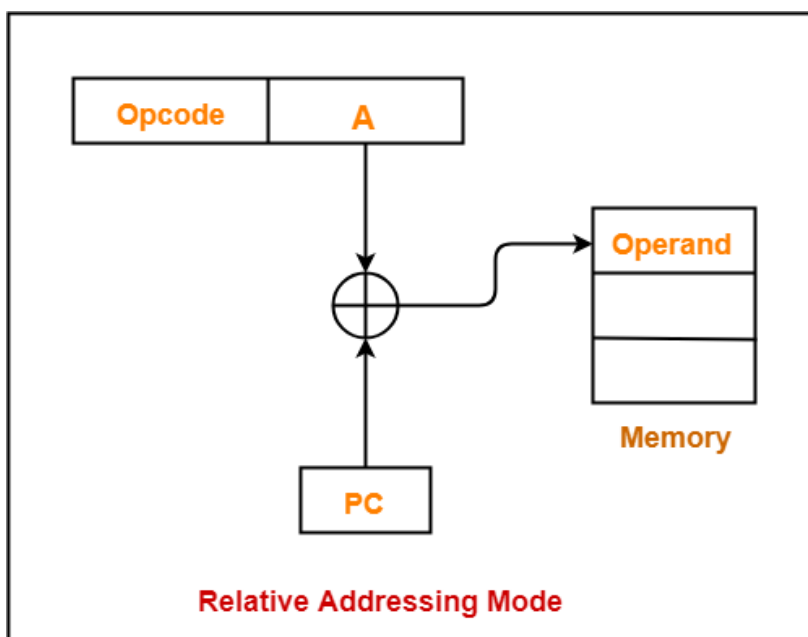 Opcode
A
Operand
Memory
PC
Relative Addressing Mode